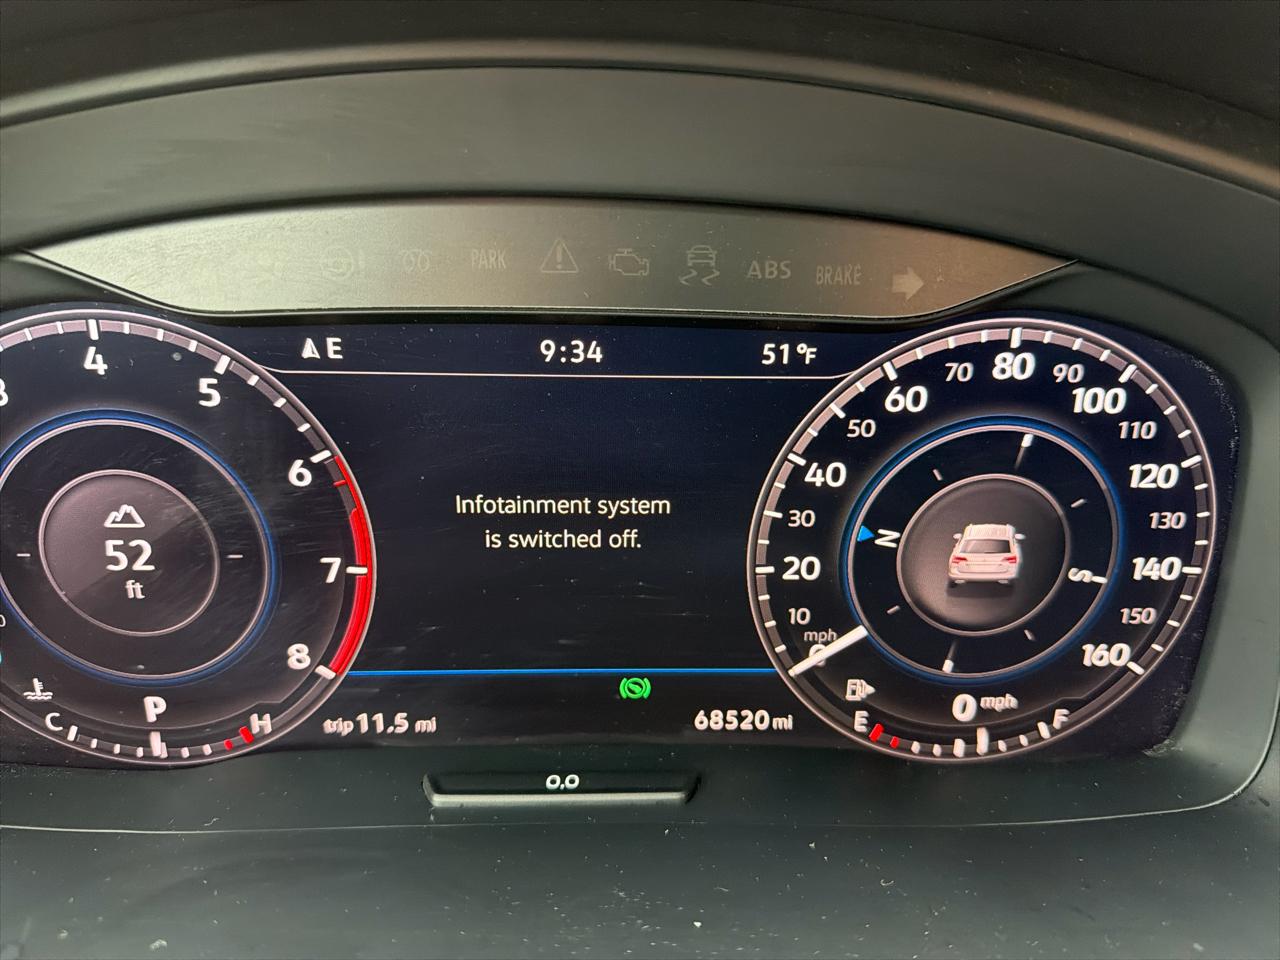 PARK
ABS
BRAKE
E
9:34
51°F
3
4
5
6
7
8
52
ft
P
C
H
Infotainment system
is switched off.
trip 11.5 mi
68520 mi
0
10
20
30
40
50
60
70
80
90
100
110
120
130
140
150
160
mph
N
S
E
0 mph
F
0.0